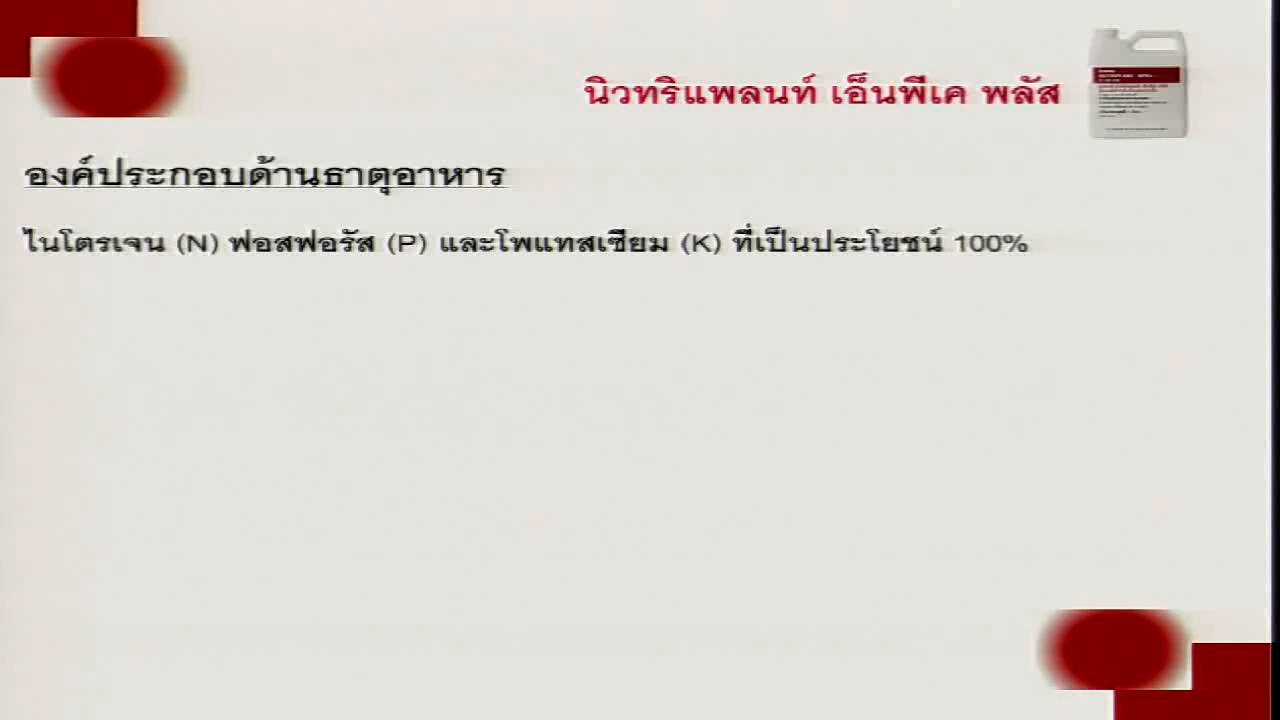 นิวทริแพลนท์ เอ็นพีเค พลัส
องค์ประกอบด้านธาตุอาหาร
ไนโตรเจน (N) ฟอสฟอรัส (P) และโพแทสเซียม (K) ที่เป็นประโยชน์ 100%